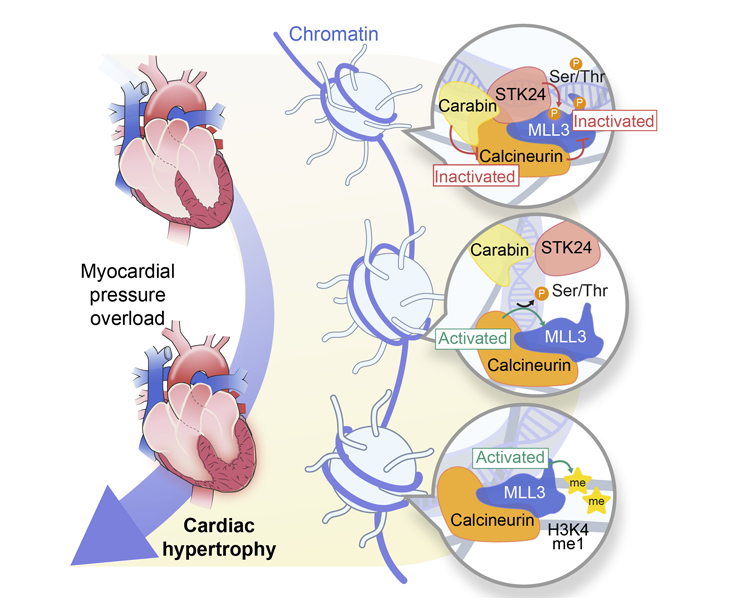 Chromatin
P
Ser/Thr
STK24
Carabin
P
P
MLL3
Inactivated
Calcineurin
Inactivated
Myocardial
pressure
overload
Carabin
STK24
P
Ser/Thr
Activated
MLL3
Calcineurin
Activated
me
MLL3
me
Calcineurin
H3K4
me1
Cardiac
hypertrophy